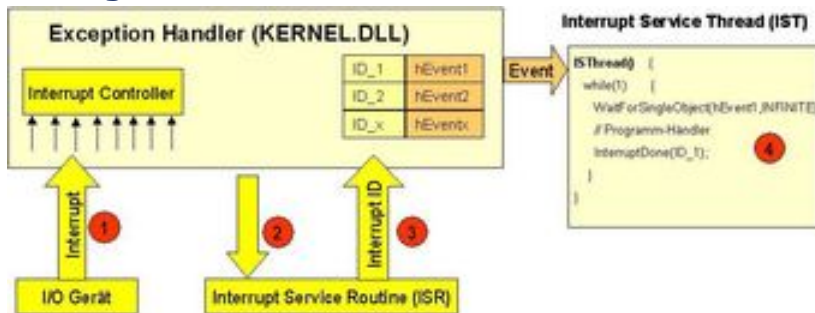 Exception Handler (KERNEL.DLL)
Interrupt Controller
ID_1 hEvent1
ID_2 hEvent2
ID_x hEventx
Event
Interrupt Service Thread (IST)
ISThread() {
while(1) {
WaitForSingleObject(hEvent1,INFINITE)
// Programm-Handler
InterruptDone(ID_1);
}
}
4
Interrupt
1
2
Interrupt ID
3
I/O Gerät
Interrupt Service Routine (ISR)